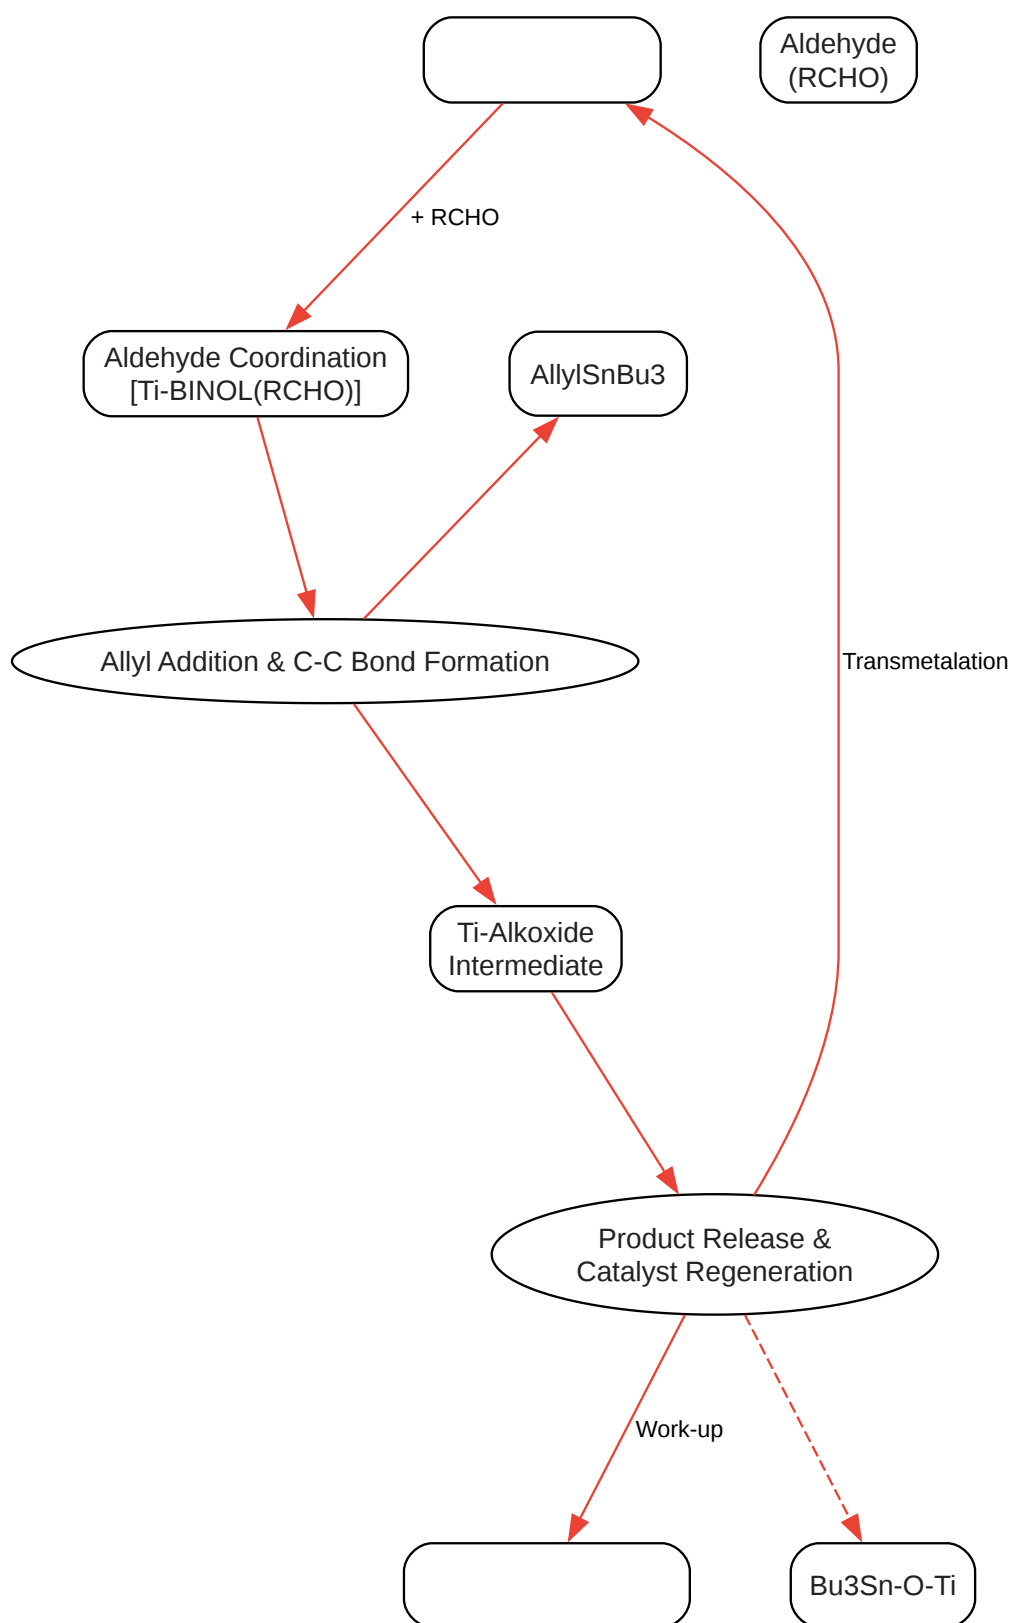 Aldehyde
(RCHO)
+ RCHO
Aldehyde Coordination
[Ti-BINOL(RCHO)]
AllylSnBu3
Allyl Addition & C-C Bond Formation
Transmetalation
Ti-Alkoxide
Intermediate
Product Release &
Catalyst Regeneration
Work-up
Bu3Sn-O-Ti